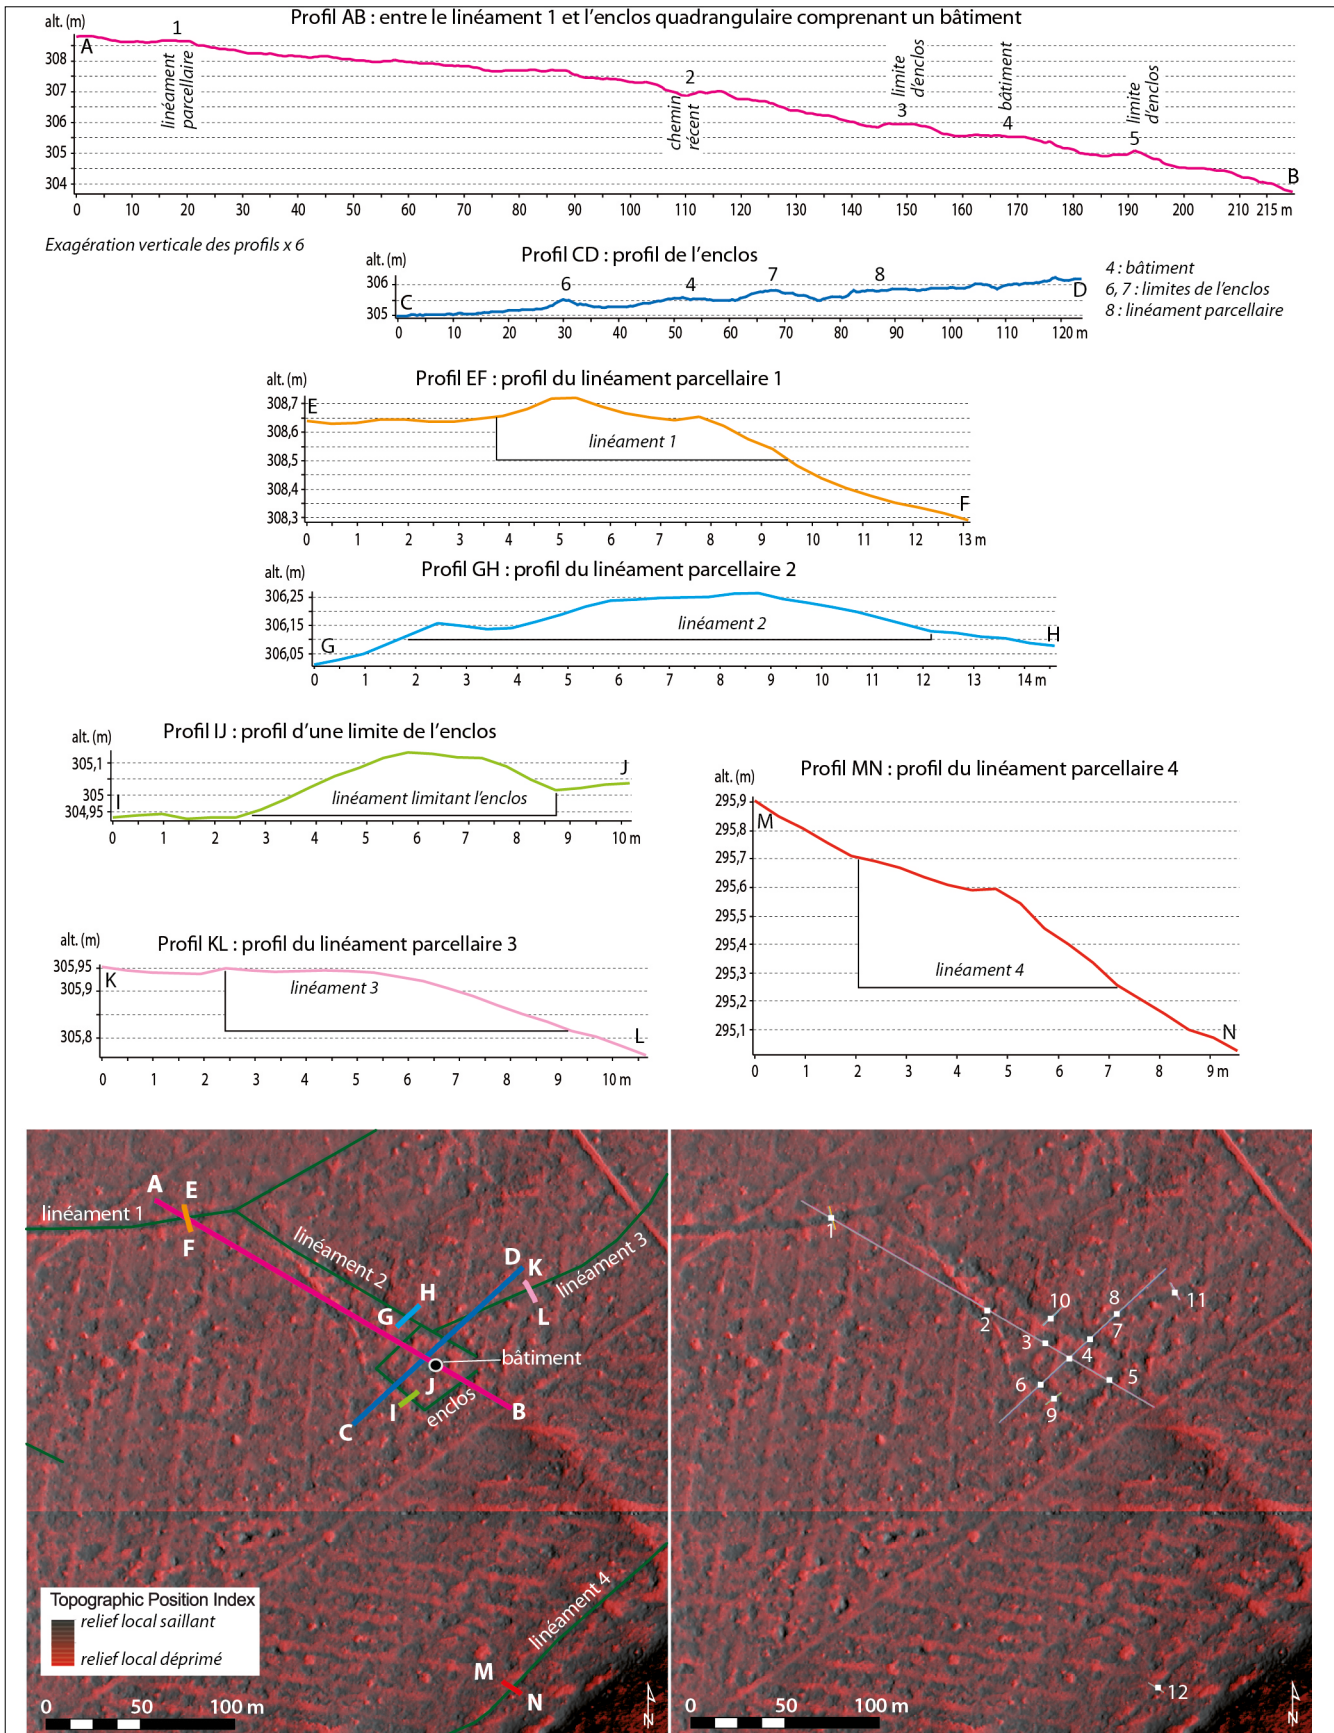 Profil AB : entre le linéament 1 et l’enclos quadrangulaire comprenant un bâtiment
alt. (m)
A
1
linéament
parcellaire
2
chemin
récent
limite
d’enclos
3
bâtiment
4
limite
d’enclos
5
B
308
307
306
305
304
0 10 20 30 40 50 60 70 80 90 100 110 120 130 140 150 160 170 180 190 200 210 215 m
Exagération verticale des profils x 6
Profil CD : profil de l’enclos
alt. (m)
306
305
C
6
4
7
8
D
0 10 20 30 40 50 60 70 80 90 100 110 120 m
4 : bâtiment
6, 7 : limites de l’enclos
8 : linéament parcellaire
Profil EF : profil du linéament parcellaire 1
alt. (m)
308,7
308,6
308,5
308,4
308,3
E
linéament 1
F
0 1 2 3 4 5 6 7 8 9 10 11 12 13 m
Profil GH : profil du linéament parcellaire 2
alt. (m)
306,25
306,15
306,05
G
linéament 2
H
0 1 2 3 4 5 6 7 8 9 10 11 12 13 14 m
Profil IJ : profil d’une limite de l’enclos
alt. (m)
305,1
305
304,95
I
linéament limitant l’enclos
J
0 1 2 3 4 5 6 7 8 9 10 m
Profil MN : profil du linéament parcellaire 4
alt. (m)
295,9
295,8
295,7
295,6
295,5
295,4
295,3
295,2
295,1
M
linéament 4
N
0 1 2 3 4 5 6 7 8 9 m
Profil KL : profil du linéament parcellaire 3
alt. (m)
305,95
305,9
305,8
K
linéament 3
L
0 1 2 3 4 5 6 7 8 9 10 m
A
E
linéament 1
F
linéament 2
D
K
linéament 3
H
G
L
bâtiment
J
I
enclos
B
C
linéament 4
M
N
Topographic Position Index
relief local saillant
relief local déprimé
0 50 100 m
N
1
2
3
10
8
11
7
4
5
6
9
12
0 50 100 m
N